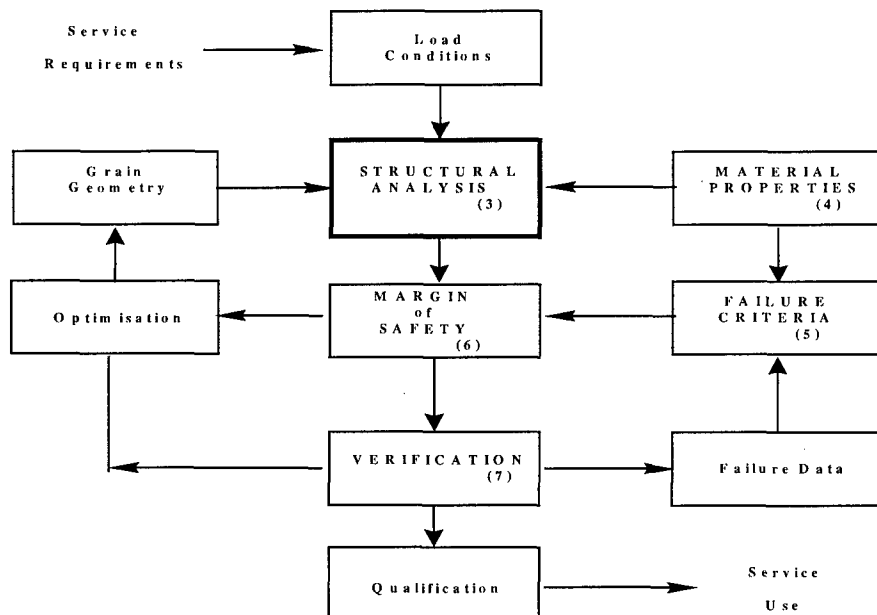 Service
Requirements
Load
Conditions
Grain
Geometry
STRUCTURAL
ANALYSIS
(3)
MATERIAL
PROPERTIES
(4)
Optimisation
MARGIN
of
SAFETY
(6)
FAILURE
CRITERIA
(5)
VERIFICATION
(7)
Failure Data
Qualification
Service
Use